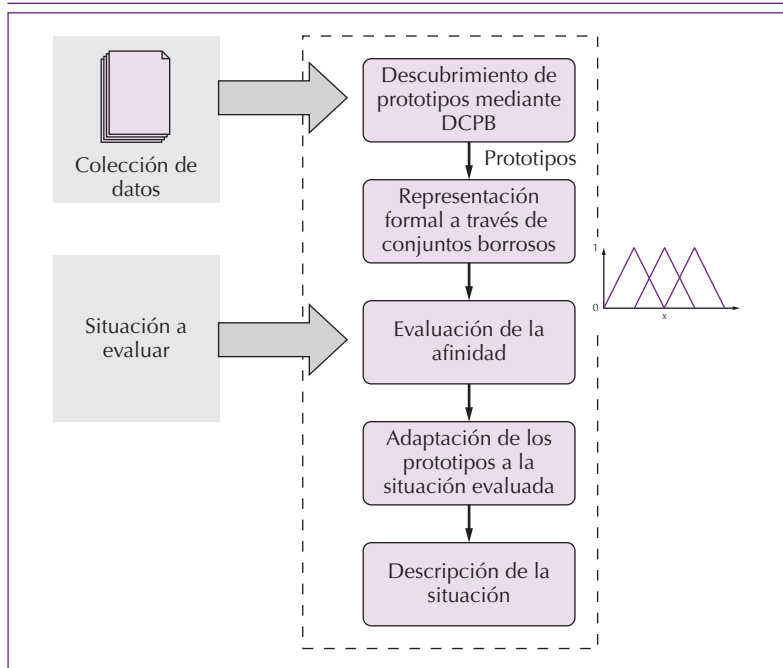 Colección de
datos
Descubrimiento de
prototipos mediante
DCPB
Prototipos
Representación
formal a través de
conjuntos borrosos
1
0
x
Situación a
evaluar
Evaluación de la
afinidad
Adaptación de los
prototipos a la
situación evaluada
Descripción de la
situación